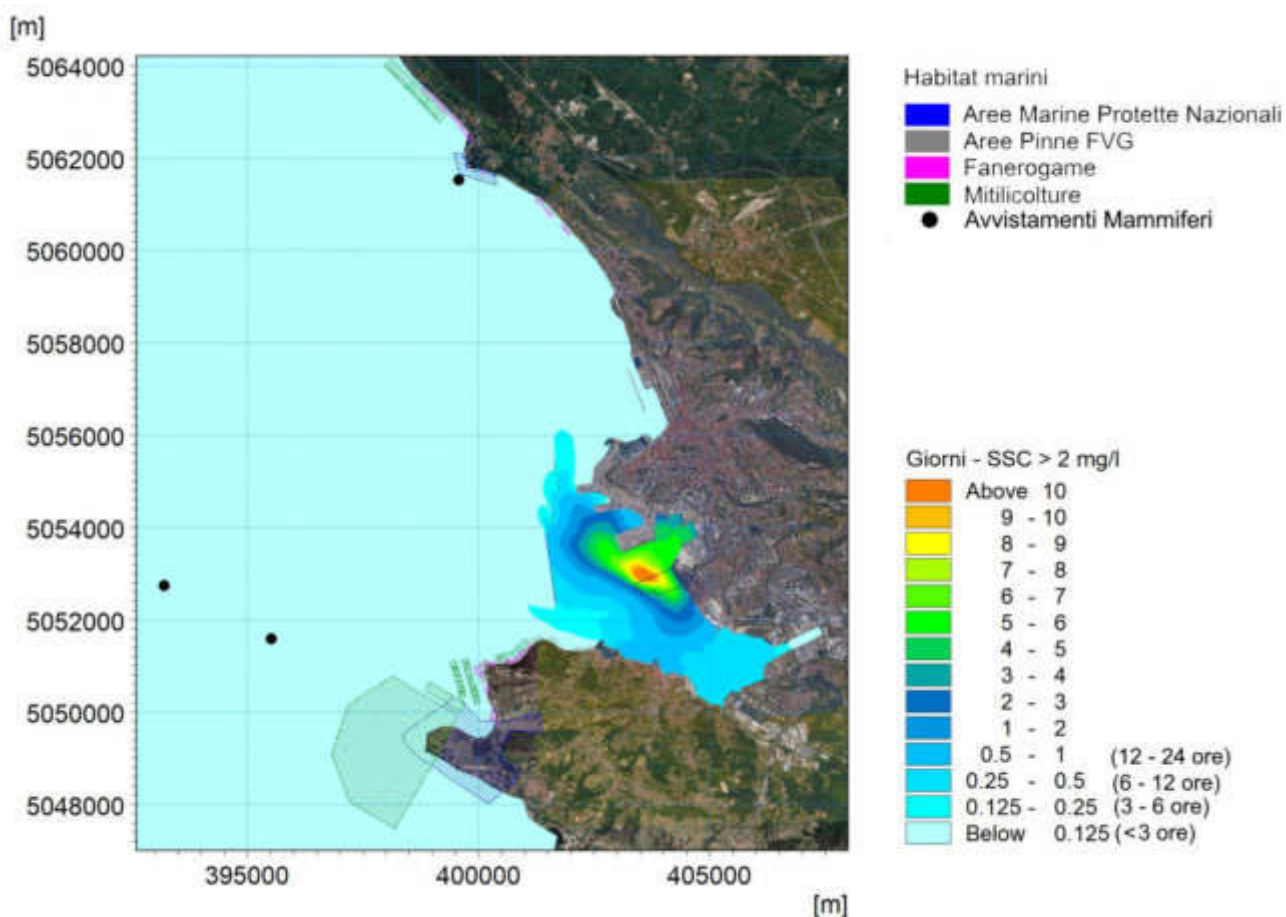 [m]
5064000
5062000
5060000
5058000
5056000
5054000
5052000
5050000
5048000
395000 400000 405000
[m]
Habitat marini
Aree Marine Protette Nazionali
Aree Pinne FVG
Fanerogame
Mitilicolture
Avvistamenti Mammiferi
Giorni - SSC > 2 mg/l
Above 10
9 - 10
8 - 9
7 - 8
6 - 7
5 - 6
4 - 5
3 - 4
2 - 3
1 - 2
0.5 - 1 (12 - 24 ore)
0.25 - 0.5 (6 - 12 ore)
0.125 - 0.25 (3 - 6 ore)
Below 0.125 (<3 ore)